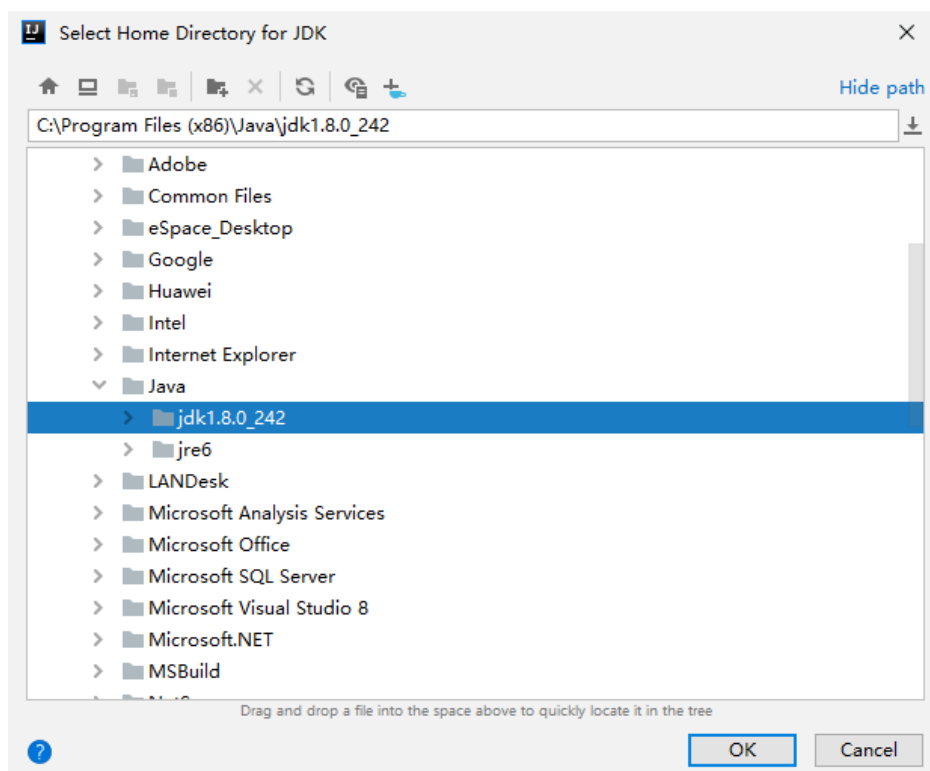 IJ
Select Home Directory for JDK
Hide path
C:\Program Files (x86)\Java\jdk1.8.0_242
Adobe
Common Files
eSpace_Desktop
Google
Huawei
Intel
Internet Explorer
Java
jdk1.8.0_242
jre6
LANDesk
Microsoft Analysis Services
Microsoft Office
Microsoft SQL Server
Microsoft Visual Studio 8
Microsoft.NET
MSBuild
Drag and drop a file into the space above to quickly locate it in the tree
?
OK
Cancel